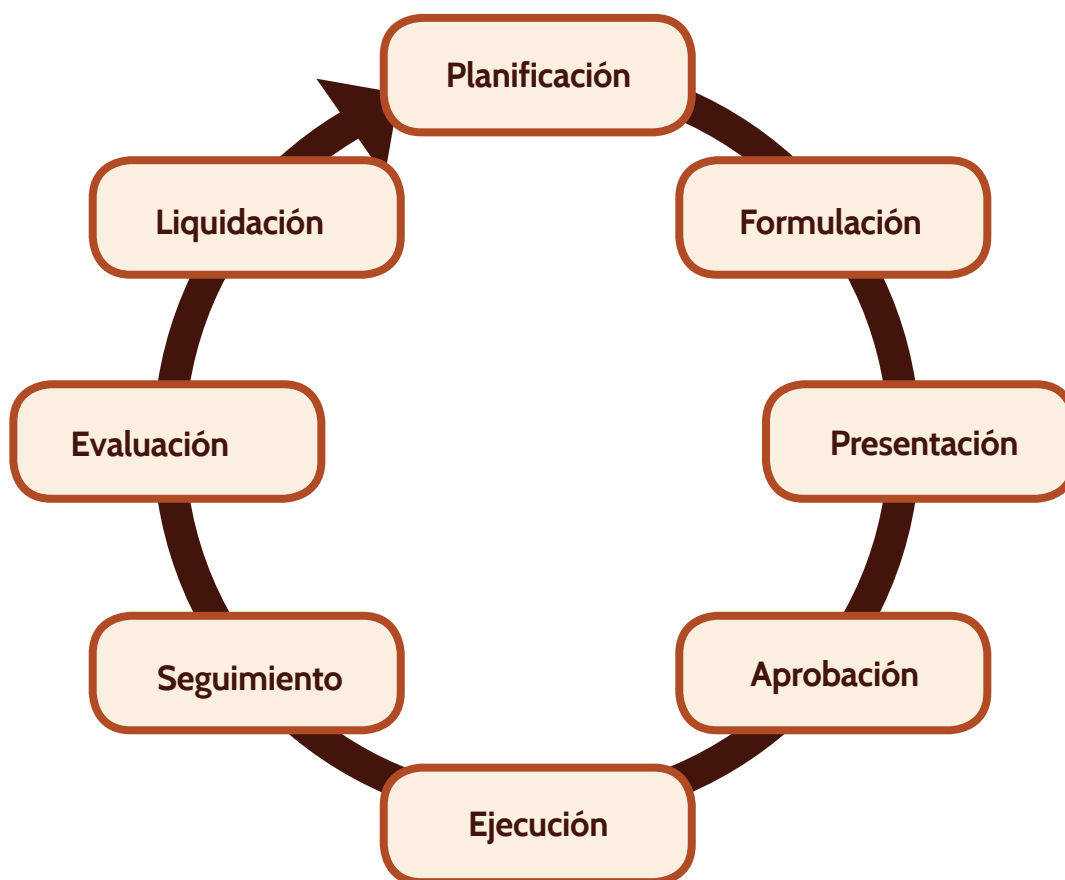 Planificación
Formulación
Presentación
Aprobación
Ejecución
Seguimiento
Evaluación
Liquidación